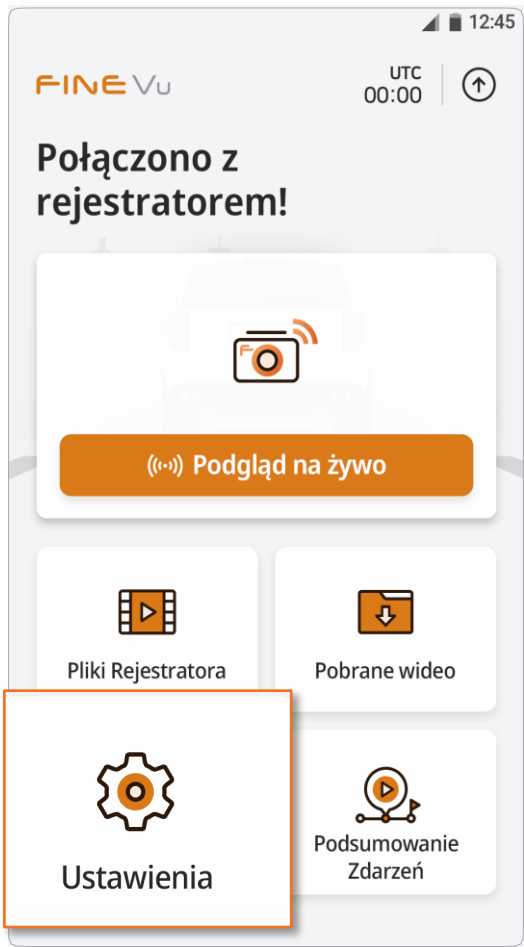 12:45
FINE Vu
UTC
00:00
Połączono z
rejestratorem!
F
Podgląd na żywo
Pliki Rejestratora
Pobrane wideo
Ustawienia
Podsumowanie
Zdarzeń